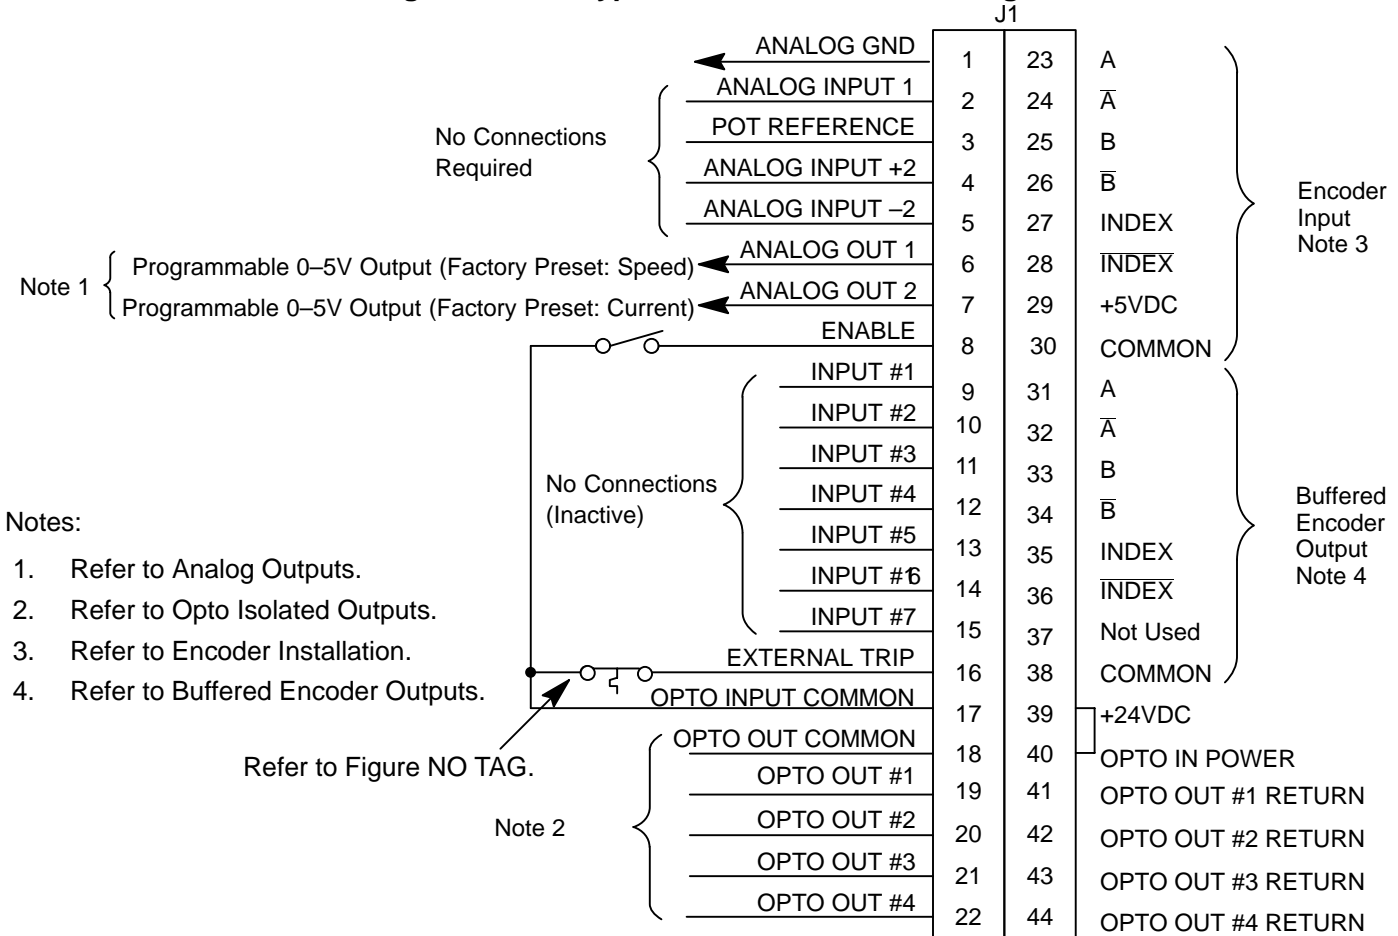 J1
ANALOG GND 1 23 A
ANALOG INPUT 1 2 24 A̅
No Connections Required
POT REFERENCE 3 25 B
ANALOG INPUT +2 4 26 B̅
ANALOG INPUT –2 5 27 INDEX
Encoder
Input
Note 3
Note 1
Programmable 0–5V Output (Factory Preset: Speed) ANALOG OUT 1 6 28 I̅N̅D̅E̅X̅
Programmable 0–5V Output (Factory Preset: Current) ANALOG OUT 2 7 29 +5VDC
ENABLE 8 30 COMMON
INPUT #1 9 31 A
INPUT #2 10 32 A̅
INPUT #3 11 33 B
No Connections
(Inactive)
INPUT #4 12 34 B̅
INPUT #5 13 35 INDEX
INPUT #16 14 36 I̅N̅D̅E̅X̅
INPUT #7 15 37 Not Used
Buffered
Encoder
Output
Note 4
EXTERNAL TRIP 16 38 COMMON
OPTO INPUT COMMON 17 39 +24VDC
OPTO OUT COMMON 18 40 OPTO IN POWER
Refer to Figure NO TAG.
OPTO OUT #1 19 41 OPTO OUT #1 RETURN
Note 2
OPTO OUT #2 20 42 OPTO OUT #2 RETURN
OPTO OUT #3 21 43 OPTO OUT #3 RETURN
OPTO OUT #4 22 44 OPTO OUT #4 RETURN
Notes:
1. Refer to Analog Outputs.
2. Refer to Opto Isolated Outputs.
3. Refer to Encoder Installation.
4. Refer to Buffered Encoder Outputs.